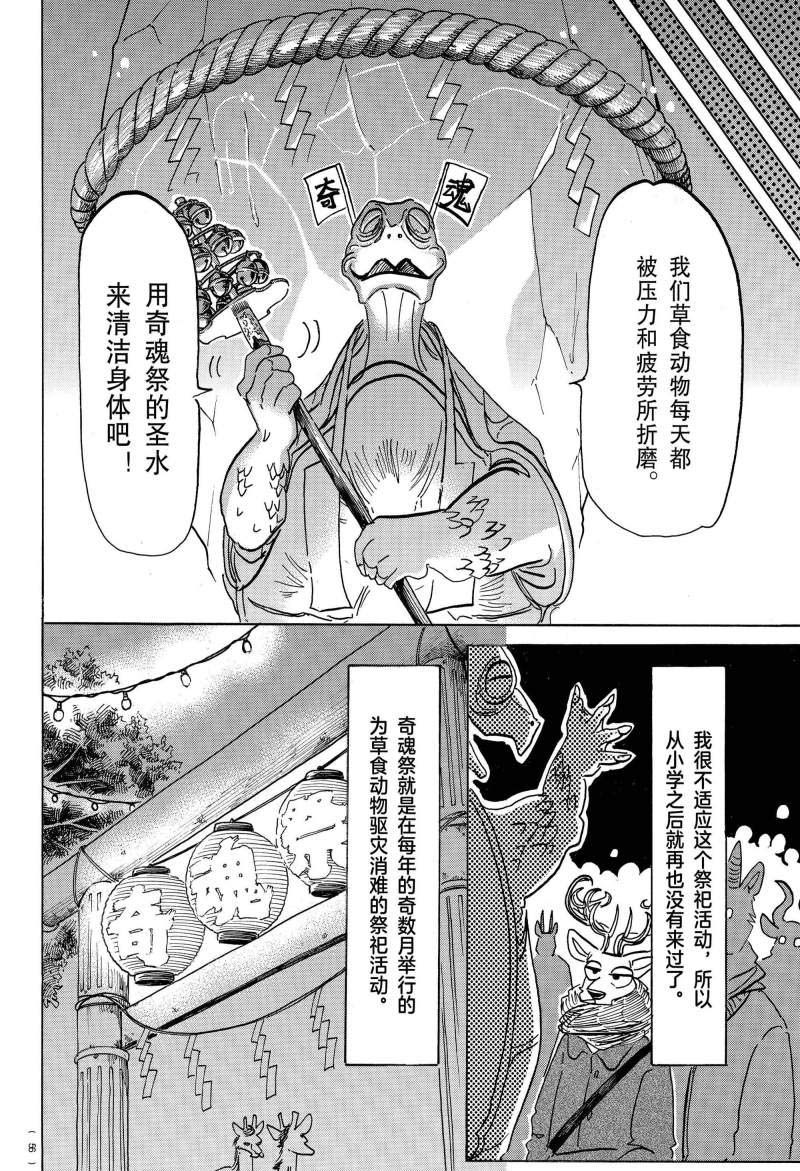 我们草食动物每天都
被压力和疲劳所折磨。
奇
魂
用奇魂祭的圣水
来清洁身体吧！
我很不适应这个祭祀活动，所以
从小学之后就再也没有来过了。
奇魂祭就是在每年的奇数月举行的
为草食动物驱灾消难的祭祀活动。
奇魂